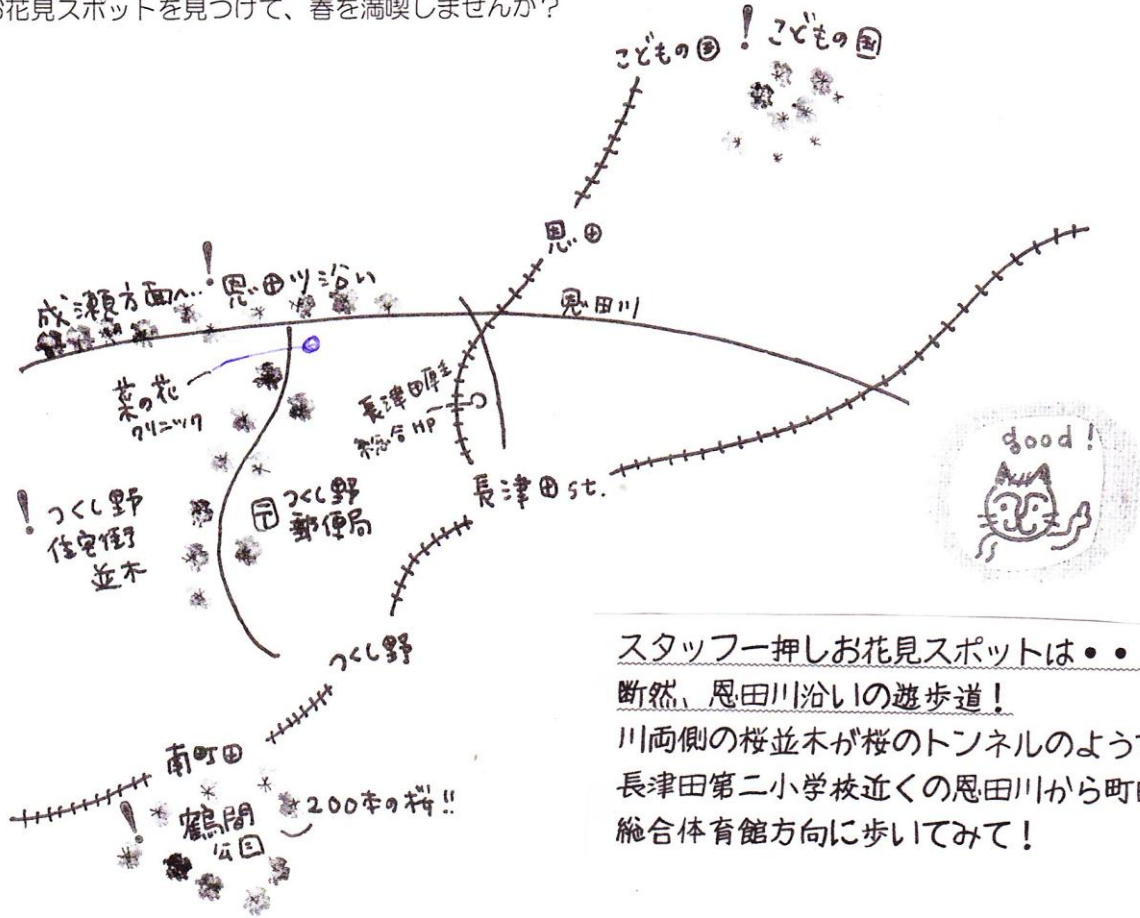 お花見スポットを見つけて、春を満喫しませんか?
こどもの国
! こどもの国
恩田
成瀬方面へ…! 恩田川沿い
恩田川
菜の花
クリニック
長津田厚生
総合HP
長津田st.
! つくし野
住宅街
並木
〒 つくし野
郵便局
good!
つくし野
南町田
! 鶴間
公園
200本の桜!!
スタッフ一押しお花見スポットは・・
断然、恩田川沿いの遊歩道!
川両側の桜並木が桜のトンネルのよう
長津田第二小学校近くの恩田川から町
総合体育館方向に歩いてみて!